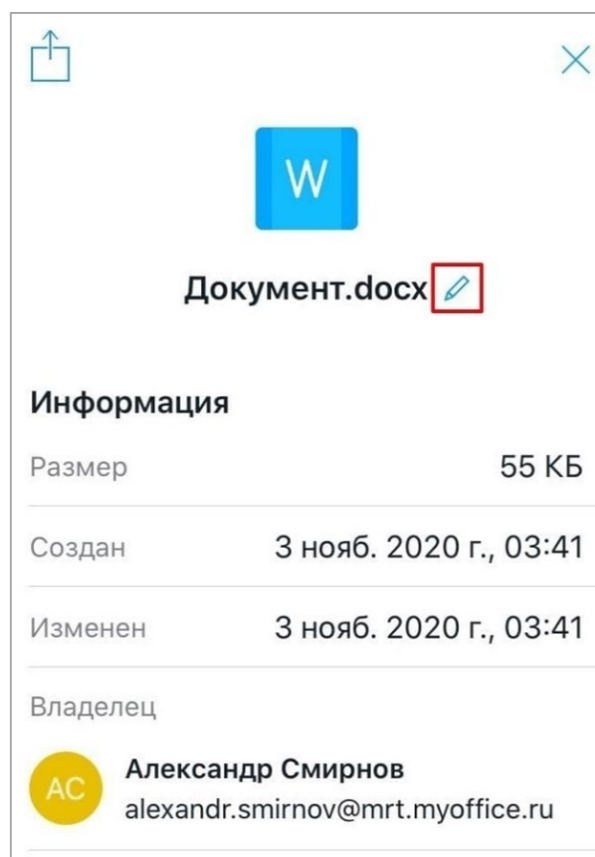 W
Документ.docx
Информация
Размер 55 КБ
Создан 3 нояб. 2020 г., 03:41
Изменен 3 нояб. 2020 г., 03:41
Владелец
АС
Александр Смирнов
alexandr.smirnov@mrt.myoffice.ru